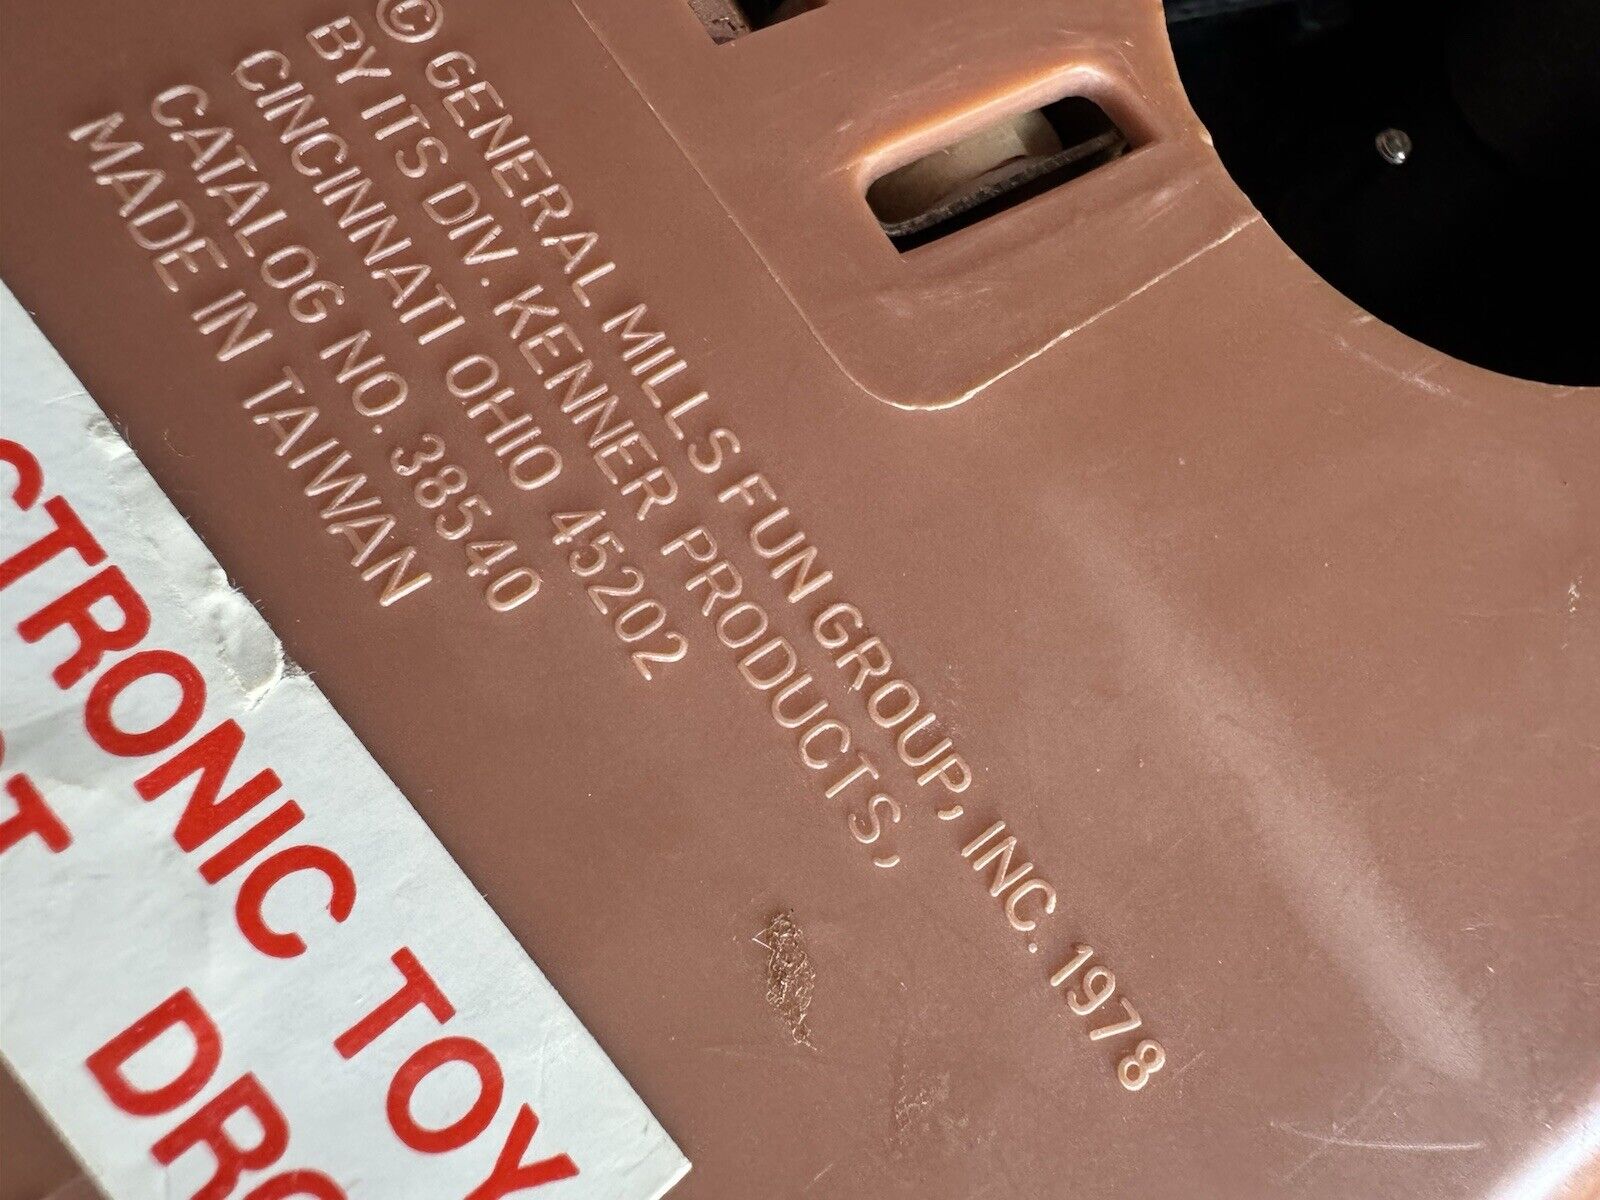 © GENERAL MILLS FUN GROUP, INC. 1978
BY ITS DIV. KENNER PRODUCTS,
CINCINNATI OHIO 45202
CATALOG NO. 38540
MADE IN TAIWAN
CTRONIC TOY
DRO